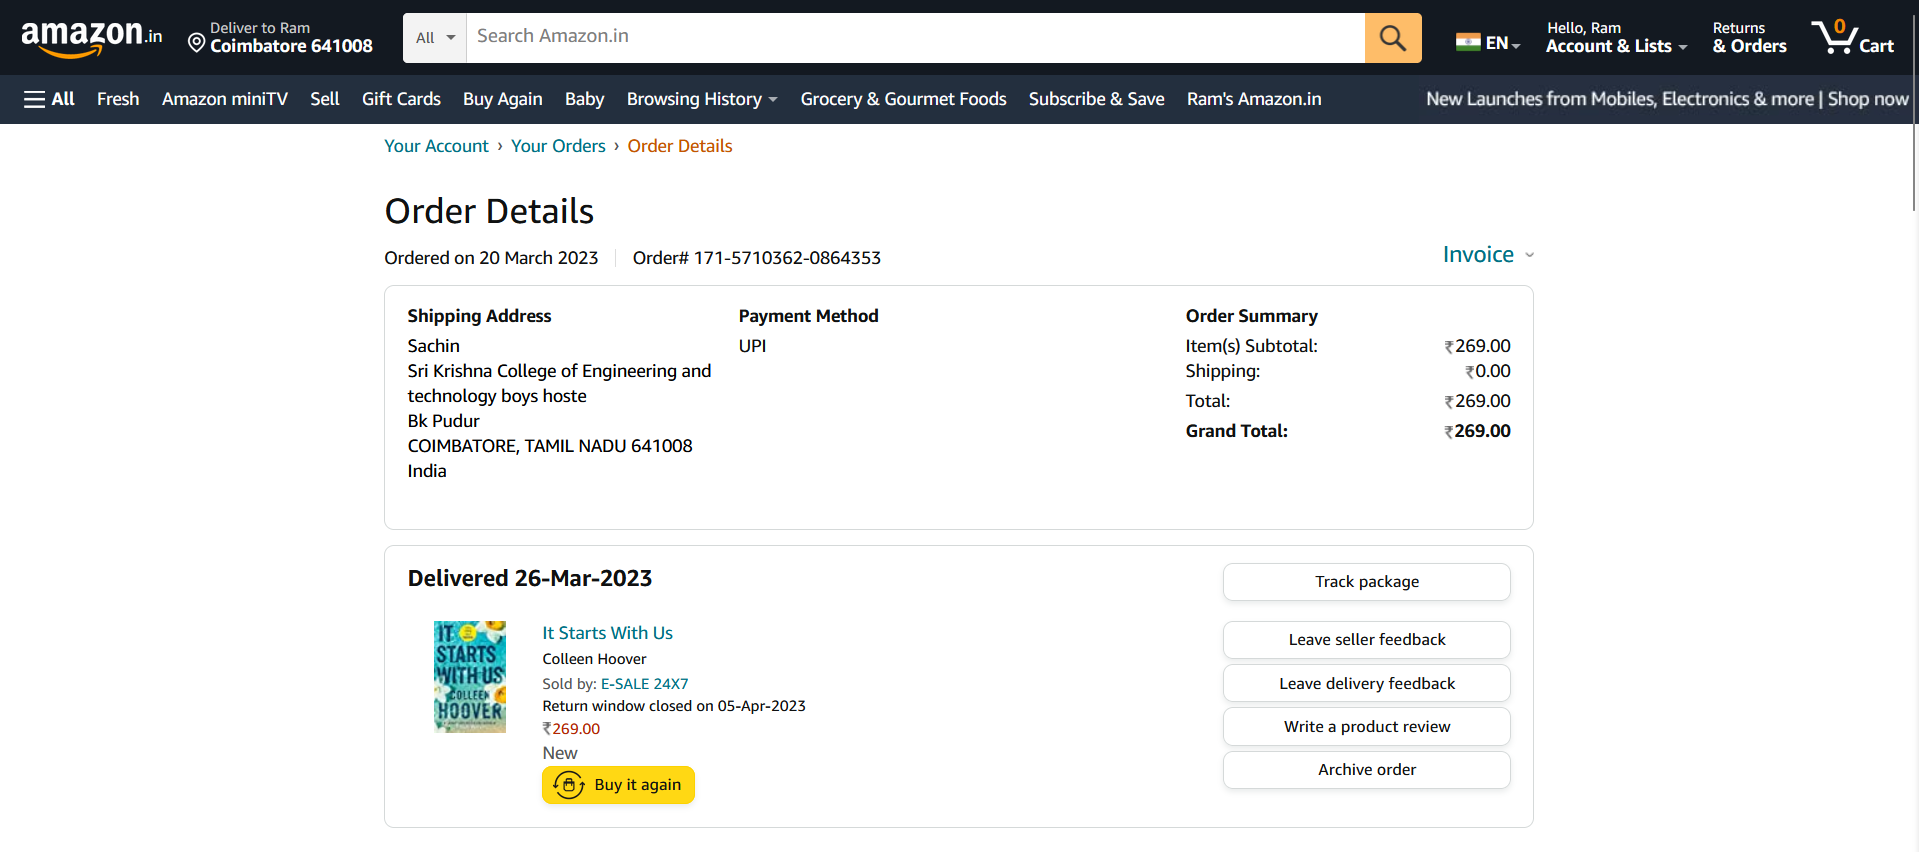 amazon.in
Deliver to Ram
Coimbatore 641008
All
Search Amazon.in
EN
Hello, Ram
Account & Lists
Returns
& Orders
0
Cart
All
Fresh
Amazon miniTV
Sell
Gift Cards
Buy Again
Baby
Browsing History
Grocery & Gourmet Foods
Subscribe & Save
Ram's Amazon.in
New Launches from Mobiles, Electronics & more | Shop now
Your Account › Your Orders › Order Details
Order Details
Ordered on 20 March 2023
Order# 171-5710362-0864353
Invoice
Shipping Address
Sachin
Sri Krishna College of Engineering and
technology boys hoste
Bk Pudur
COIMBATORE, TAMIL NADU 641008
India
Payment Method
UPI
Order Summary
Item(s) Subtotal: ₹269.00
Shipping: ₹0.00
Total: ₹269.00
Grand Total: ₹269.00
Delivered 26-Mar-2023
IT
STARTS
WITH US
COLLEEN
HOOVER
It Starts With Us
Colleen Hoover
Sold by: E-SALE 24X7
Return window closed on 05-Apr-2023
₹269.00
New
Buy it again
Track package
Leave seller feedback
Leave delivery feedback
Write a product review
Archive order